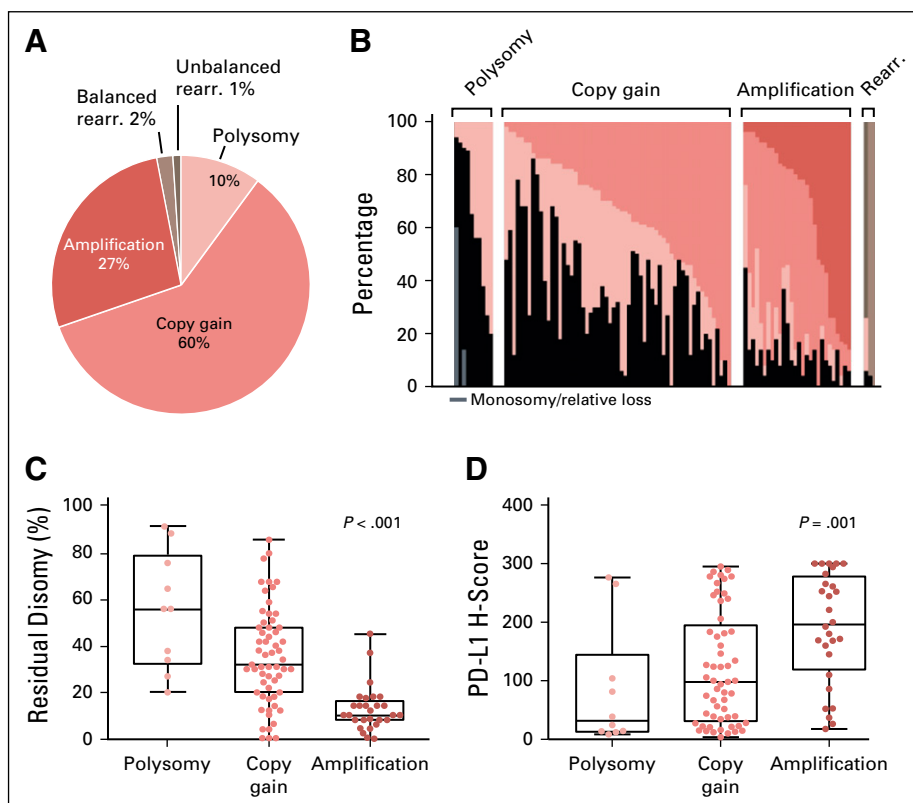 A
Unbalanced
rearr. 1%
Balanced
rearr. 2%
Polysomy
10%
Amplification
27%
Copy gain
60%
B
Polysomy
Copy gain
Amplification
Rearr.
Percentage
100
80
60
40
20
0
Monosomy/relative loss
C
Residual Disomy (%)
100
80
60
40
20
0
P < .001
Polysomy
Copy
gain
Amplification
D
PD-L1 H-Score
400
300
200
100
0
P = .001
Polysomy
Copy
gain
Amplification